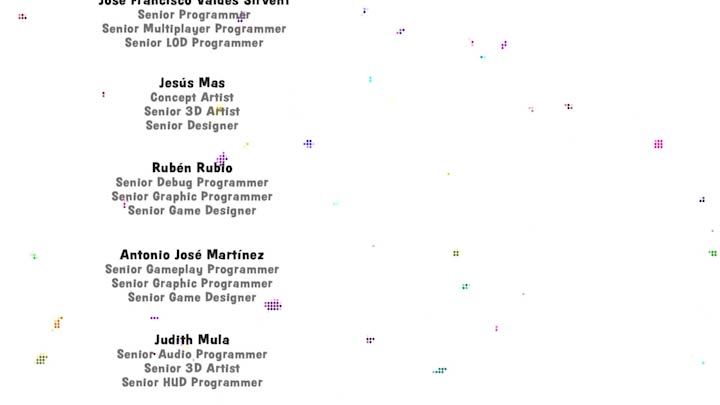 José Francisco Valdés Sirvent
Senior Programmer
Senior Multiplayer Programmer
Senior LOD Programmer
Jesús Mas
Concept Artist
Senior 3D Artist
Senior Designer
Rubén Rubio
Senior Debug Programmer
Senior Graphic Programmer
Senior Game Designer
Antonio José Martínez
Senior Gameplay Programmer
Senior Graphic Programmer
Senior Game Designer
Judith Mula
Senior Audio Programmer
Senior 3D Artist
Senior HUD Programmer